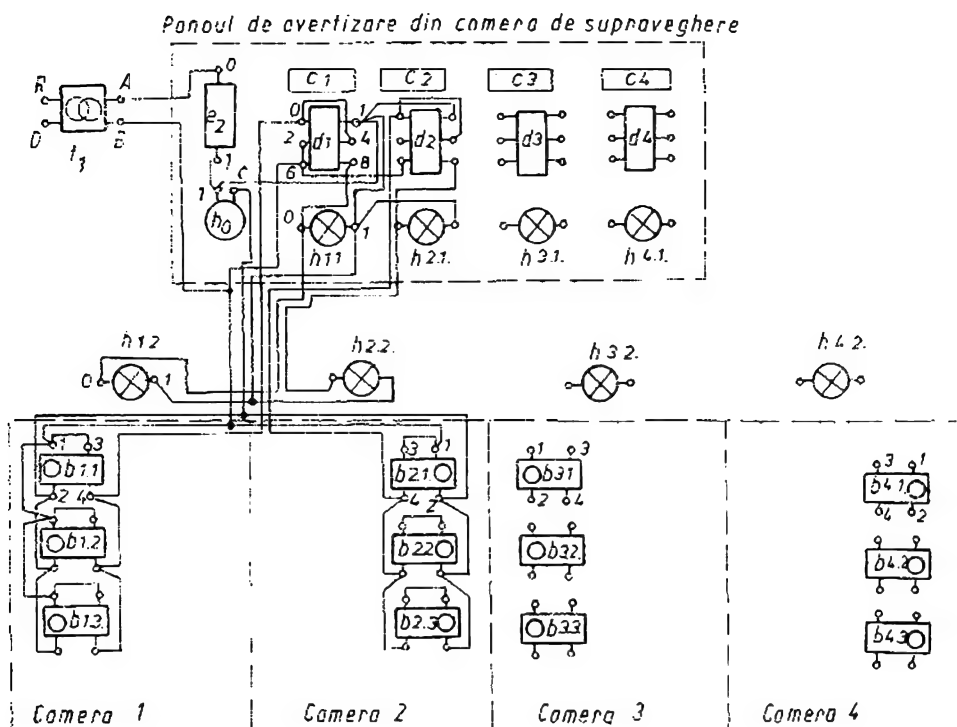 Panoul de avertizare din camera de supraveghere
C1 C2 C3 C4
R A 0
e2
D B
t1
1 C
1
h0
0 1 2 4 6 8
d1 d2 d3 d4
0 1
h1.1 h2.1. h3.1. h4.1.
h1.2 h2.2. h3.2. h4.2.
0 1
1 3
b1.1
2 4
b1.2
b1.3.
3 1
b2.1.
4 2
b2.2
b2.3
1 3
b3.1
2 4
b3.2.
b3.3
3 1
b4.1.
4 2
b4.2
b4.3
Camera 1 Camera 2 Camera 3 Camera 4